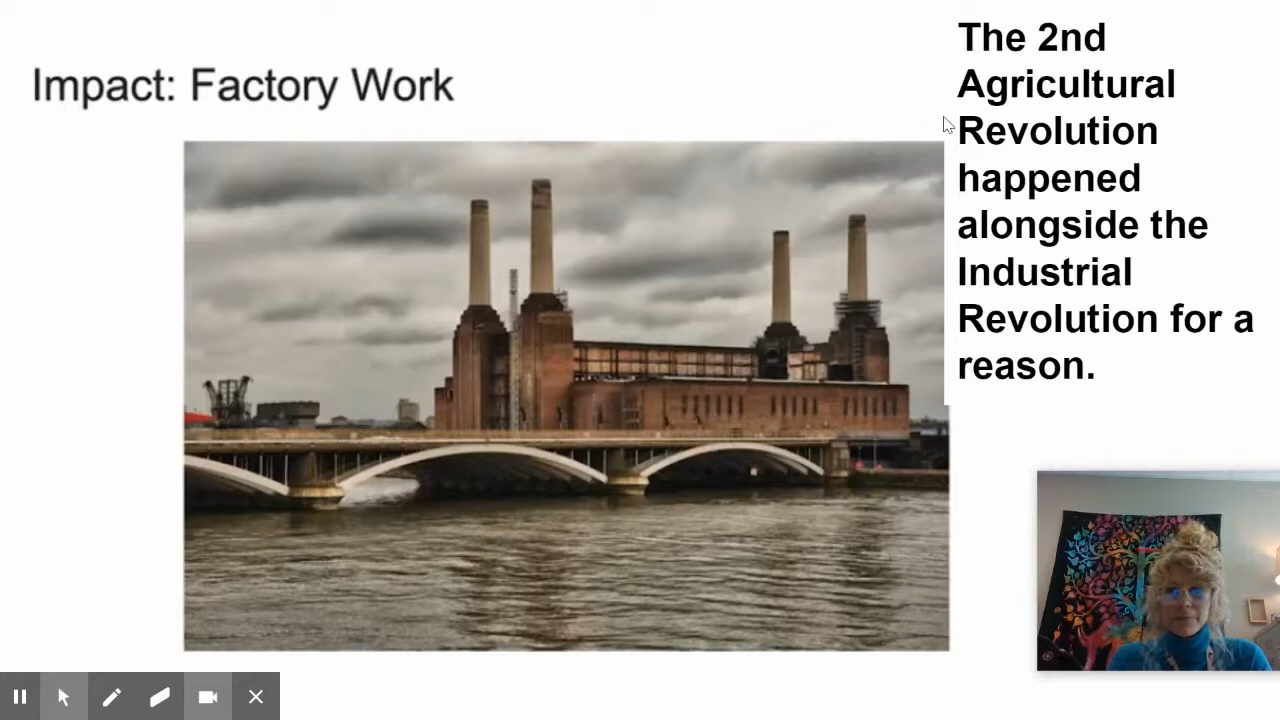 Impact: Factory Work
The 2nd
Agricultural
Revolution
happened
alongside the
Industrial
Revolution for a
reason.